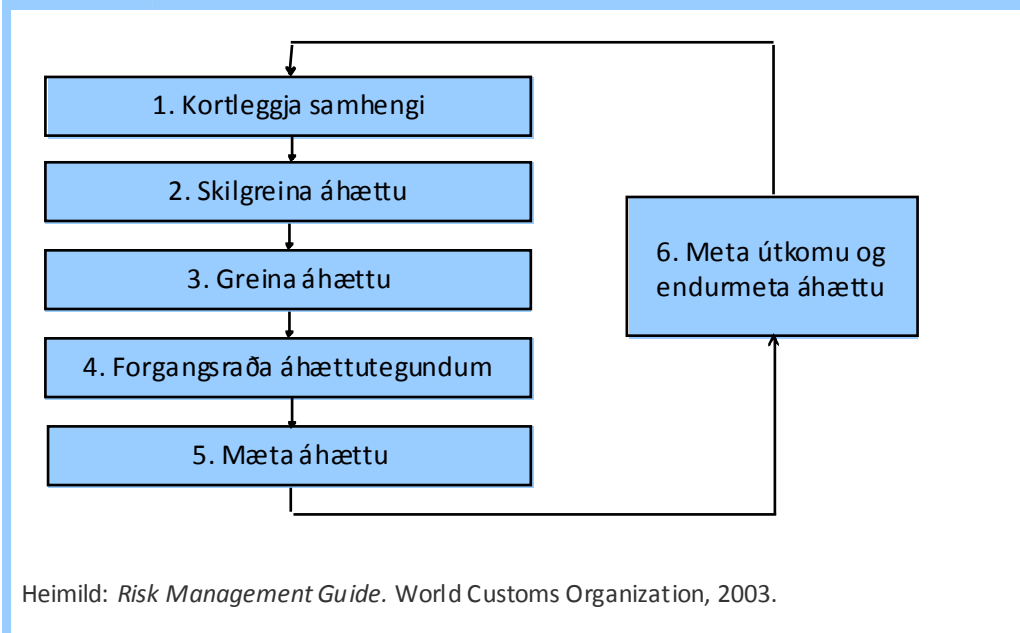 1. Kortleggja samhengi
2. Skilgreina áhættu
3. Greina áhættu
4. Forgangsraða áhættutegundum
5. Mæta áhættu
6. Meta útkomu og
endurmeta áhættu
Heimild: Risk Management Guide. World Customs Organization, 2003.